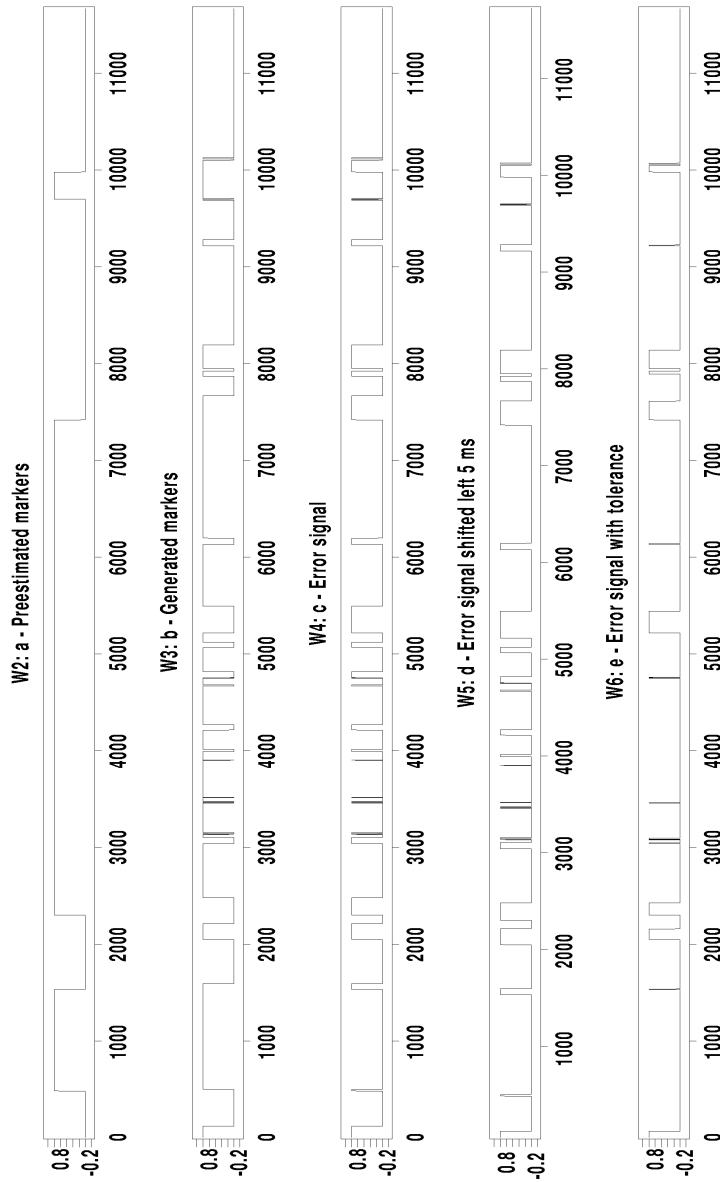 W2: a - Preestimated markers
0.8
-0.2
0 1000 2000 3000 4000 5000 6000 7000 8000 9000 10000 11000
W3: b - Generated markers
0.8
-0.2
0 1000 2000 3000 4000 5000 6000 7000 8000 9000 10000 11000
W4: c - Error signal
0.8
-0.2
0 1000 2000 3000 4000 5000 6000 7000 8000 9000 10000 11000
W5: d - Error signal shifted left 5 ms
0.8
-0.2
1000 2000 3000 4000 5000 6000 7000 8000 9000 10000 11000
W6: e - Error signal with tolerance
0.8
-0.2
0 1000 2000 3000 4000 5000 6000 7000 8000 9000 10000 11000